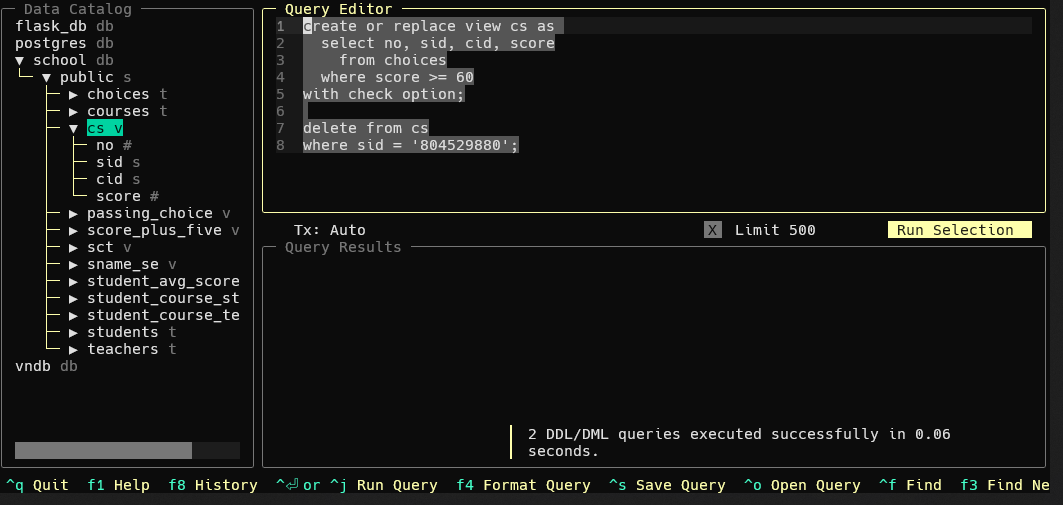 Data Catalog
flask_db db
postgres db
▼ school db
▼ public s
▶ choices t
▶ courses t
▼ cs v
no #
sid s
cid s
score #
▶ passing_choice v
▶ score_plus_five v
▶ sct v
▶ sname_se v
▶ student_avg_score
▶ student_course_st
▶ student_course_te
▶ students t
▶ teachers t
vndb db
Query Editor
1 create or replace view cs as
2   select no, sid, cid, score
3     from choices
4   where score >= 60
5 with check option;
6
7 delete from cs
8 where sid = '804529880';
Tx: Auto X Limit 500 Run Selection
Query Results
2 DDL/DML queries executed successfully in 0.06
seconds.
^q Quit f1 Help f8 History ^⏎ or ^j Run Query f4 Format Query ^s Save Query ^o Open Query ^f Find f3 Find Ne